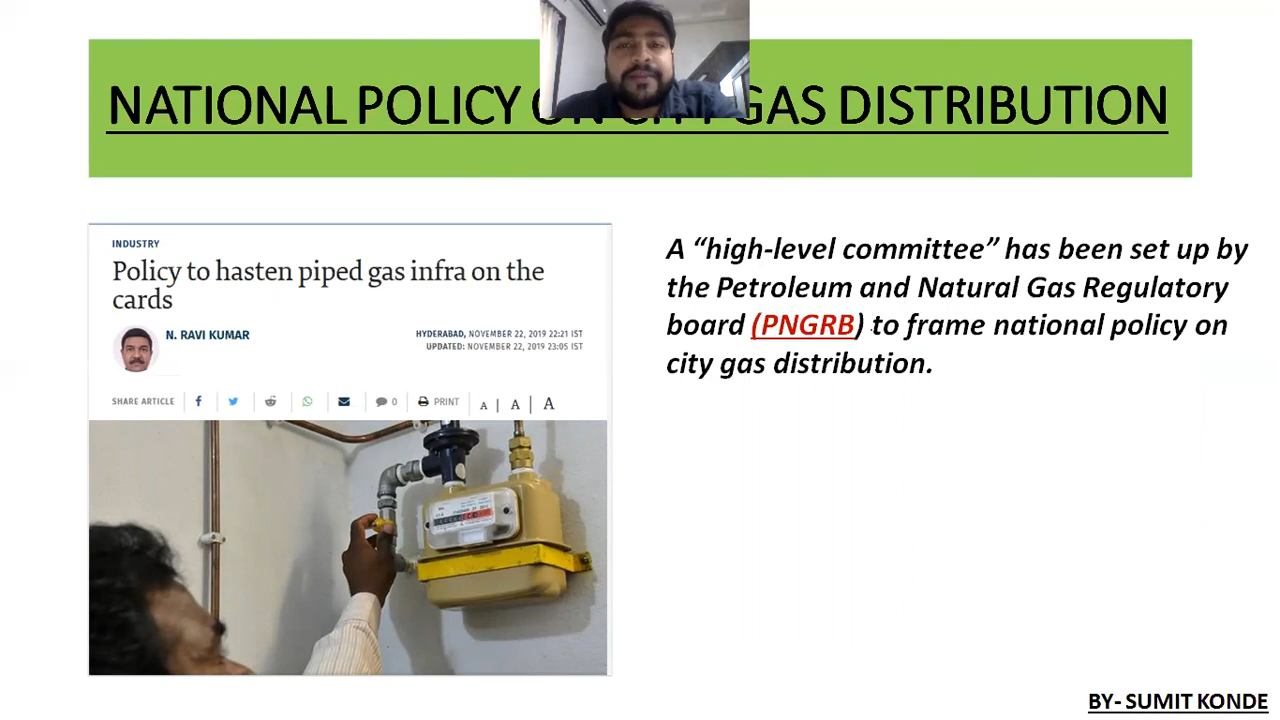 NATIONAL POLICY GAS DISTRIBUTION
INDUSTRY
Policy to hasten piped gas infra on the
cards
N. RAVI KUMAR
HYDERABAD, NOVEMBER 22, 2019 22:21 IST
UPDATED: NOVEMBER 22, 2019 23:05 IST
SHARE ARTICLE 0 PRINT A | A | A
A “high-level committee” has been set up by
the Petroleum and Natural Gas Regulatory
board (PNGRB) to frame national policy on
city gas distribution.
BY- SUMIT KONDE